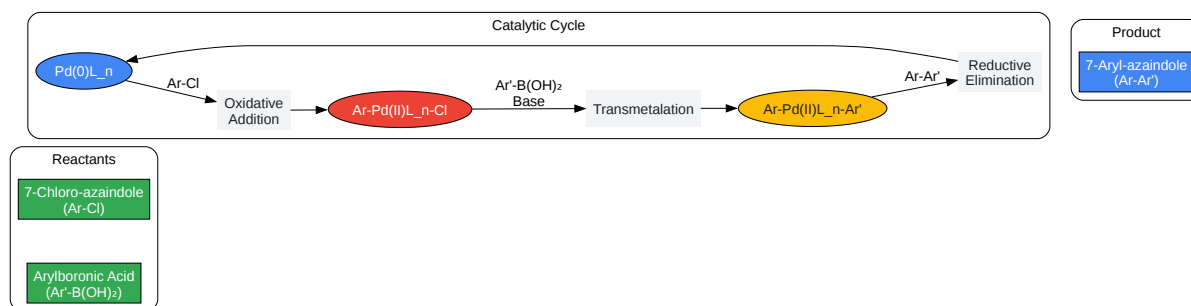 Catalytic Cycle
Pd(0)L_n
Ar-Cl
Oxidative
Addition
Ar-Pd(II)L_n-Cl
Ar'-B(OH)₂
Base
Transmetalation
Ar-Pd(II)L_n-Ar'
Ar-Ar'
Reductive
Elimination
Product
7-Aryl-azaindole
(Ar-Ar')
Reactants
7-Chloro-azaindole
(Ar-Cl)
Arylboronic Acid
(Ar'-B(OH)₂)